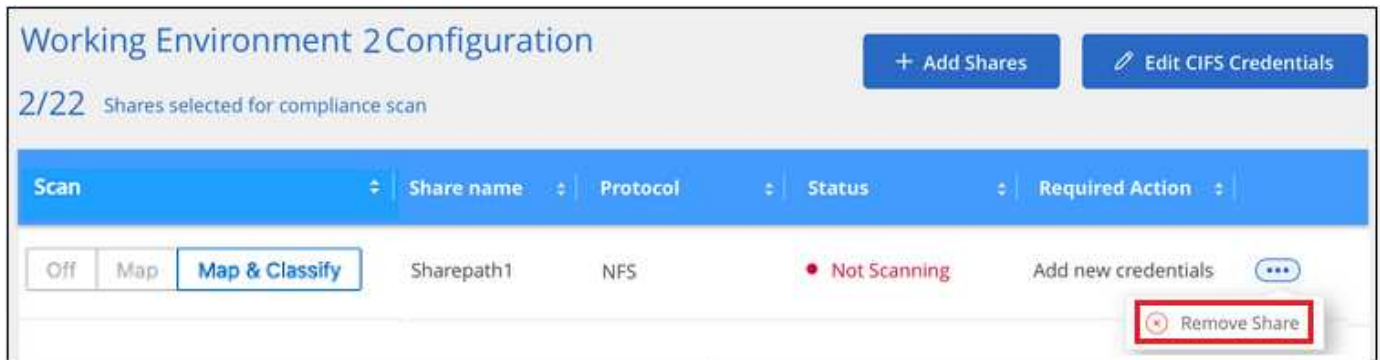 Working Environment 2 Configuration
+ Add Shares
Edit CIFS Credentials
2/22 Shares selected for compliance scan
Scan Share name Protocol Status Required Action
Off Map Map & Classify Sharepath1 NFS Not Scanning Add new credentials
Remove Share